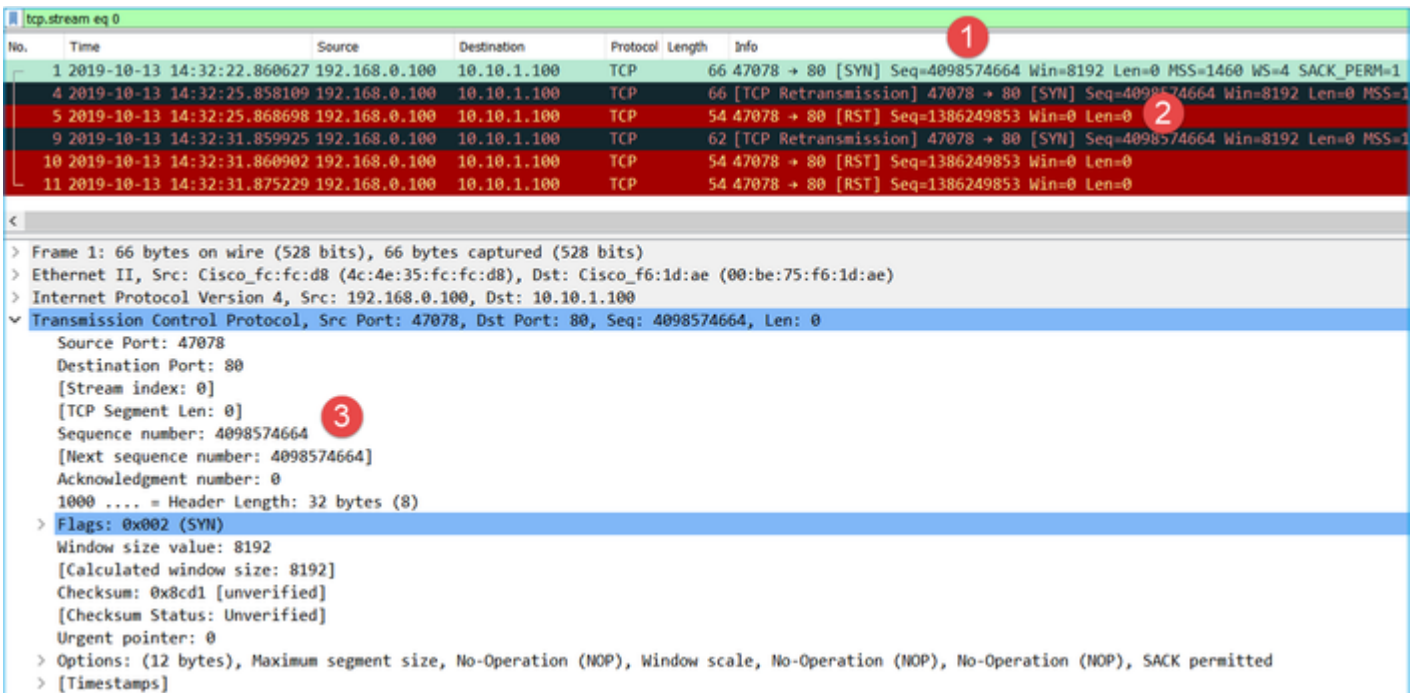 tcp.stream eq 0
No. Time Source Destination Protocol Length Info
1
1 2019-10-13 14:32:22.860627 192.168.0.100 10.10.1.100 TCP 66 47078 → 80 [SYN] Seq=4098574664 Win=8192 Len=0 MSS=1460 WS=4 SACK_PERM=1
4 2019-10-13 14:32:25.858109 192.168.0.100 10.10.1.100 TCP 66 [TCP Retransmission] 47078 → 80 [SYN] Seq=4098574664 Win=8192 Len=0 MSS=1
5 2019-10-13 14:32:25.868698 192.168.0.100 10.10.1.100 TCP 54 47078 → 80 [RST] Seq=1386249853 Win=0 Len=0
2
9 2019-10-13 14:32:31.859925 192.168.0.100 10.10.1.100 TCP 62 [TCP Retransmission] 47078 → 80 [SYN] Seq=4098574664 Win=8192 Len=0 MSS=1
10 2019-10-13 14:32:31.860902 192.168.0.100 10.10.1.100 TCP 54 47078 → 80 [RST] Seq=1386249853 Win=0 Len=0
11 2019-10-13 14:32:31.875229 192.168.0.100 10.10.1.100 TCP 54 47078 → 80 [RST] Seq=1386249853 Win=0 Len=0
Frame 1: 66 bytes on wire (528 bits), 66 bytes captured (528 bits)
Ethernet II, Src: Cisco_fc:fc:d8 (4c:4e:35:fc:fc:d8), Dst: Cisco_f6:1d:ae (00:be:75:f6:1d:ae)
Internet Protocol Version 4, Src: 192.168.0.100, Dst: 10.10.1.100
Transmission Control Protocol, Src Port: 47078, Dst Port: 80, Seq: 4098574664, Len: 0
Source Port: 47078
Destination Port: 80
[Stream index: 0]
[TCP Segment Len: 0]
3
Sequence number: 4098574664
[Next sequence number: 4098574664]
Acknowledgment number: 0
1000 .... = Header Length: 32 bytes (8)
Flags: 0x002 (SYN)
Window size value: 8192
[Calculated window size: 8192]
Checksum: 0x8cd1 [unverified]
[Checksum Status: Unverified]
Urgent pointer: 0
Options: (12 bytes), Maximum segment size, No-Operation (NOP), Window scale, No-Operation (NOP), No-Operation (NOP), SACK permitted
[Timestamps]